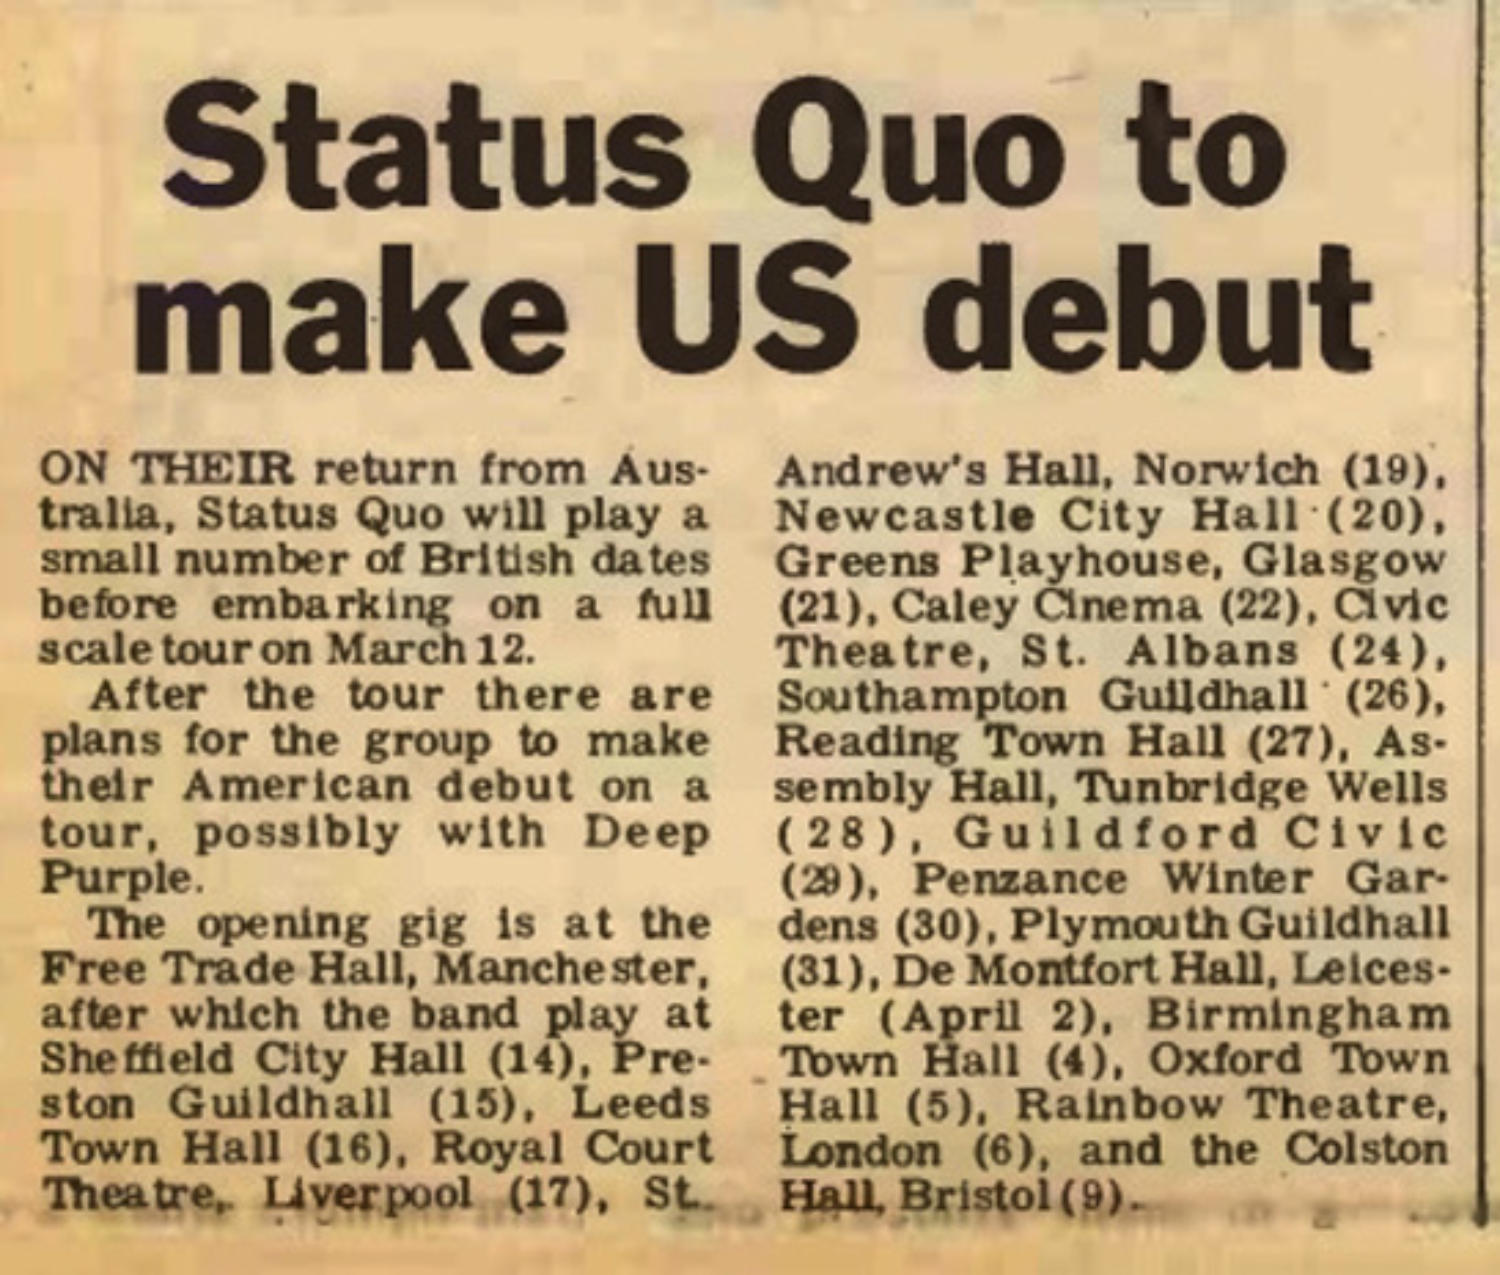 Status Quo to
make US debut
ON THEIR return from Aus-
tralia, Status Quo will play a
small number of British dates
before embarking on a full
scale tour on March 12.
After the tour there are
plans for the group to make
their American debut on a
tour, possibly with Deep
Purple.
The opening gig is at the
Free Trade Hall, Manchester,
after which the band play at
Sheffield City Hall (14), Pre-
ston Guildhall (15), Leeds
Town Hall (16), Royal Court
Theatre, Liverpool (17), St.
Andrew's Hall, Norwich (19),
Newcastle City Hall (20),
Greens Playhouse, Glasgow
(21), Caley Cinema (22), Civic
Theatre, St. Albans (24),
Southampton Guildhall (26),
Reading Town Hall (27), As-
sembly Hall, Tunbridge Wells
(28), Guildford Civic
(29), Penzance Winter Gar-
dens (30), Plymouth Guildhall
(31), De Montfort Hall, Leices-
ter (April 2), Birmingham
Town Hall (4), Oxford Town
Hall (5), Rainbow Theatre,
London (6), and the Colston
Hall, Bristol (9).